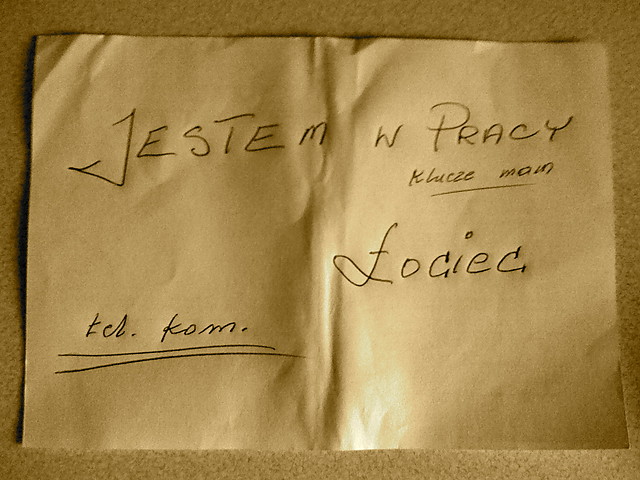 JESTEM W PRACY
Klucze mam
Łociec
tel. kom.